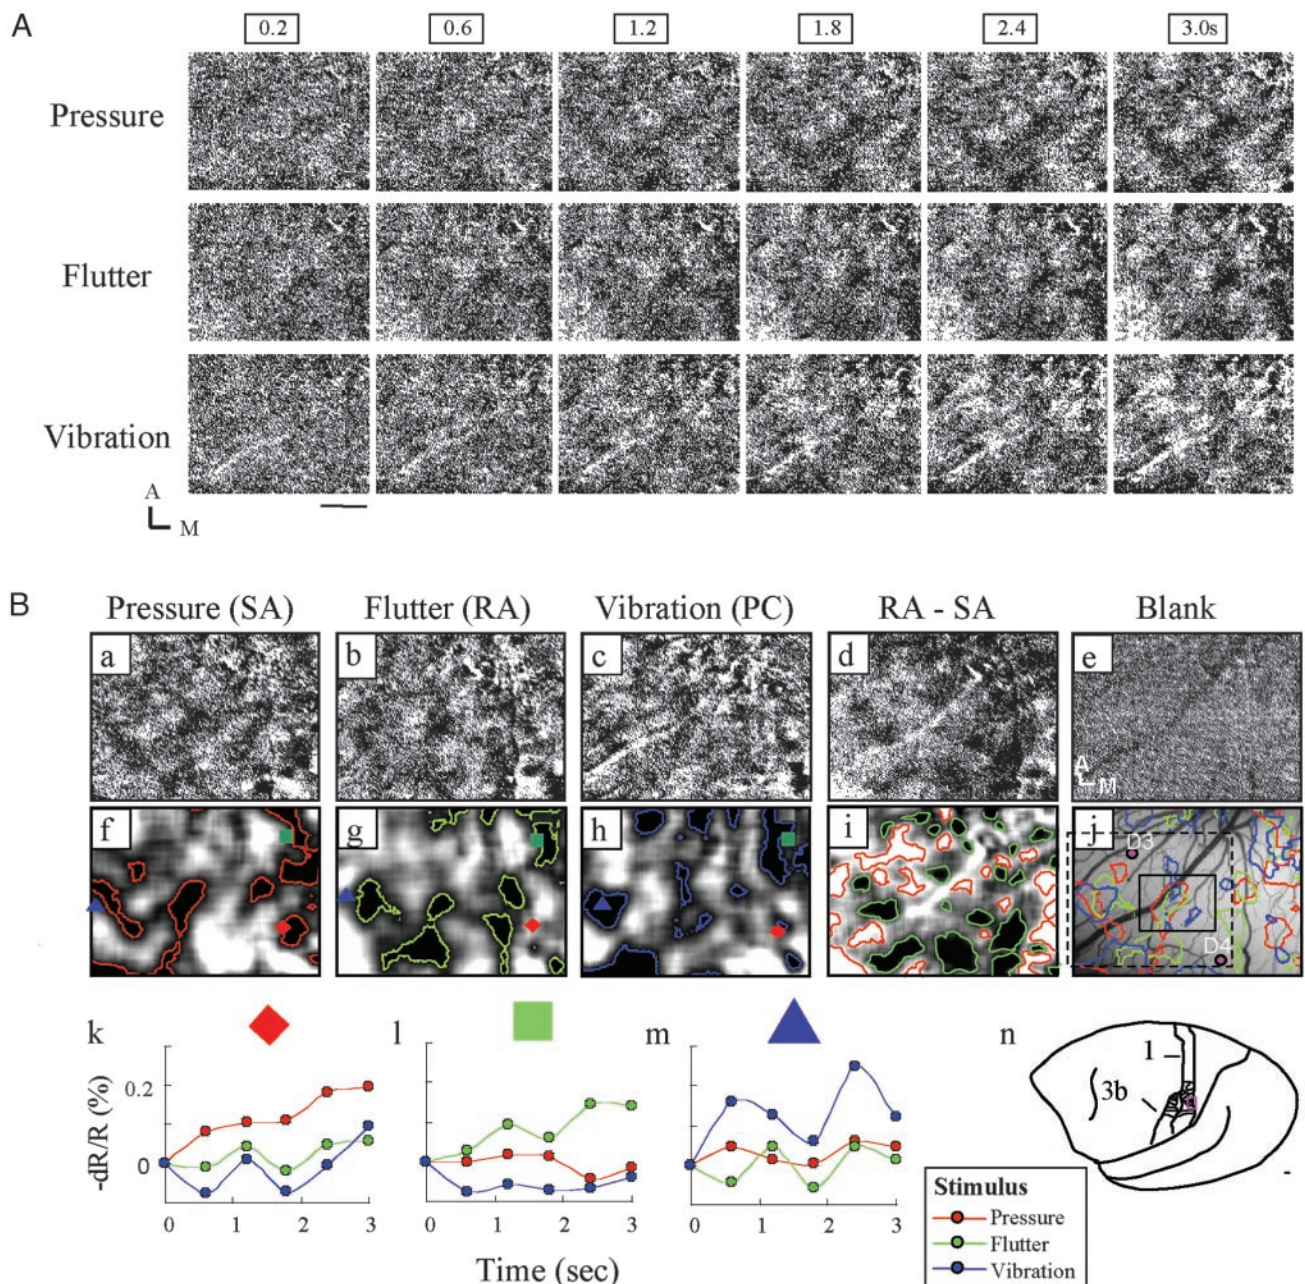 A
0.2 0.6 1.2 1.8 2.4 3.0s
Pressure
Flutter
Vibration
A
M
B
Pressure (SA) Flutter (RA) Vibration (PC) RA - SA Blank
a b c d e
A
M
f g h i j
D3
D4
k l m n
0.2
0
-dR/R (%)
0 1 2 3 0 1 2 3 0 1 2 3
Time (sec)
1
3b
Stimulus
Pressure
Flutter
Vibration